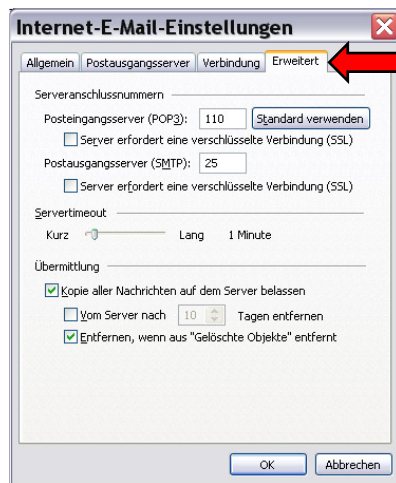 Internet-E-Mail-Einstellungen
Allgemein Postausgangsserver Verbindung Erweitert
Serveranschlussnummern
Posteingangsserver (POP3): 110 Standard verwenden
Server erfordert eine verschlüsselte Verbindung (SSL)
Postausgangsserver (SMTP): 25
Server erfordert eine verschlüsselte Verbindung (SSL)
Servertimeout
Kurz Lang 1 Minute
Übermittlung
Kopie aller Nachrichten auf dem Server belassen
Vom Server nach 10 Tagen entfernen
Entfernen, wenn aus "Gelöschte Objekte" entfernt
OK Abbrechen